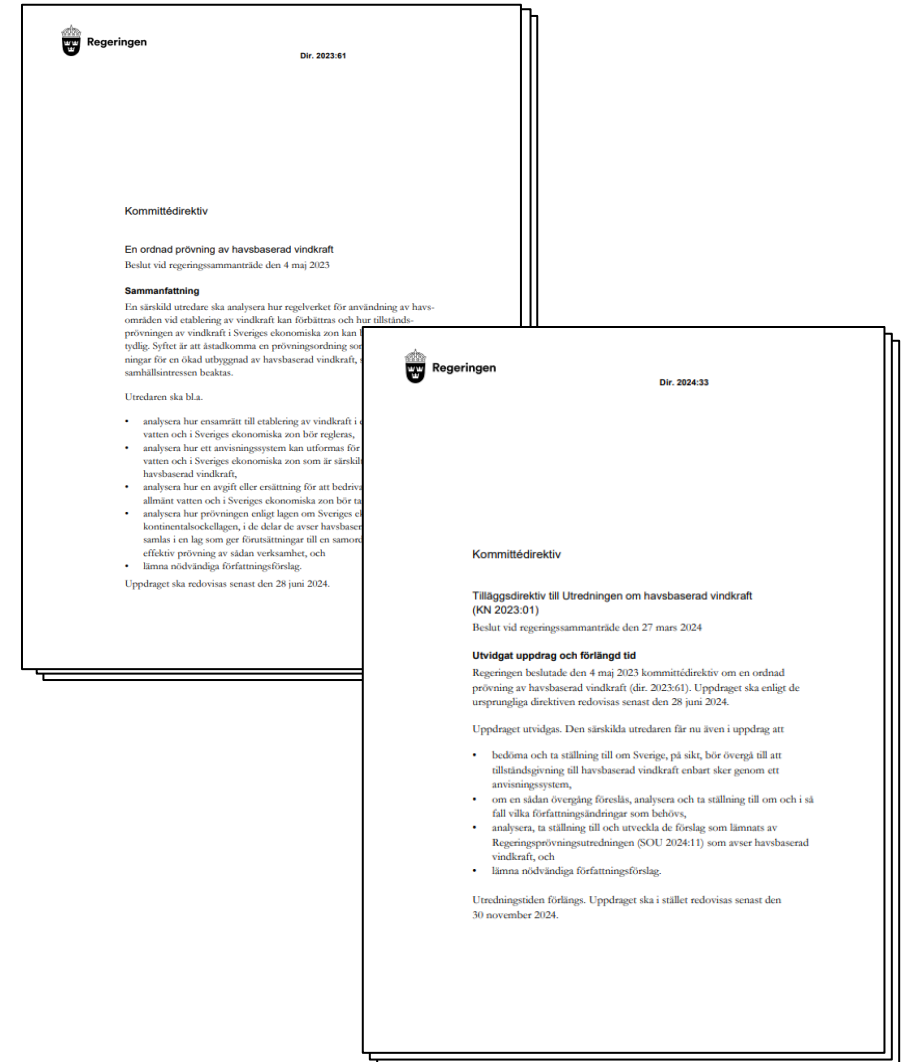 Regeringen
Dir. 2023:61
Kommittédirektiv
En ordnad prövning av havsbaserad vindkraft
Beslut vid regeringssammanträde den 4 maj 2023
Sammanfattning
En särskild utredare ska analysera hur regelverket för användning av havs-
områden vid etablering av vindkraft kan förbättras och hur tillstånds-
prövningen av vindkraft i Sveriges ekonomiska zon kan
tydlig. Syftet är att åstadkomma en prövningsordning
ningar för en ökad utbyggnad av havsbaserad vindkraft,
samhällsintressen beaktas.
Utredaren ska bl.a.
• analysera hur ensamrätt till etablering av vindkraft i
vatten och i Sveriges ekonomiska zon bör regleras,
• analysera hur ett anvisningssystem kan utformas för
vatten och i Sveriges ekonomiska zon som är
havsbaserad vindkraft,
• analysera hur en avgift eller ersättning för att
allmänt vatten och i Sveriges ekonomiska zon bör
• analysera hur prövningen enligt lagen om Sveriges
kontinentalsockellagen, i de delar de avser
samlas i en lag som ger förutsättningar till en
effektiv prövning av sådan verksamhet, och
• lämna nödvändiga författningsförslag.
Uppdraget ska redovisas senast den 28 juni 2024.
Regeringen
Dir. 2024:33
Kommittédirektiv
Tilläggsdirektiv till Utredningen om havsbaserad vindkraft
(KN 2023:01)
Beslut vid regeringssammanträde den 27 mars 2024
Utvidgat uppdrag och förlängd tid
Regeringen beslutade den 4 maj 2023 kommittédirektiv om en ordnad
prövning av havsbaserad vindkraft (dir. 2023:61). Uppdraget ska enligt de
ursprungliga direktiven redovisas senast den 28 juni 2024.
Uppdraget utvidgas. Den särskilda utredaren får nu även i uppdrag att
• bedöma och ta ställning till om Sverige, på sikt, bör övergå till att
tillståndsgivning till havsbaserad vindkraft enbart sker genom ett
anvisningssystem,
• om en sådan övergång föreslås, analysera och ta ställning till om och i så
fall vilka författningsändringar som behövs,
• analysera, ta ställning till och utveckla de förslag som lämnats av
Regeringsprövningsutredningen (SOU 2024:11) som avser havsbaserad
vindkraft, och
• lämna nödvändiga författningsförslag.
Utredningstiden förlängs. Uppdraget ska i stället redovisas senast den
30 november 2024.